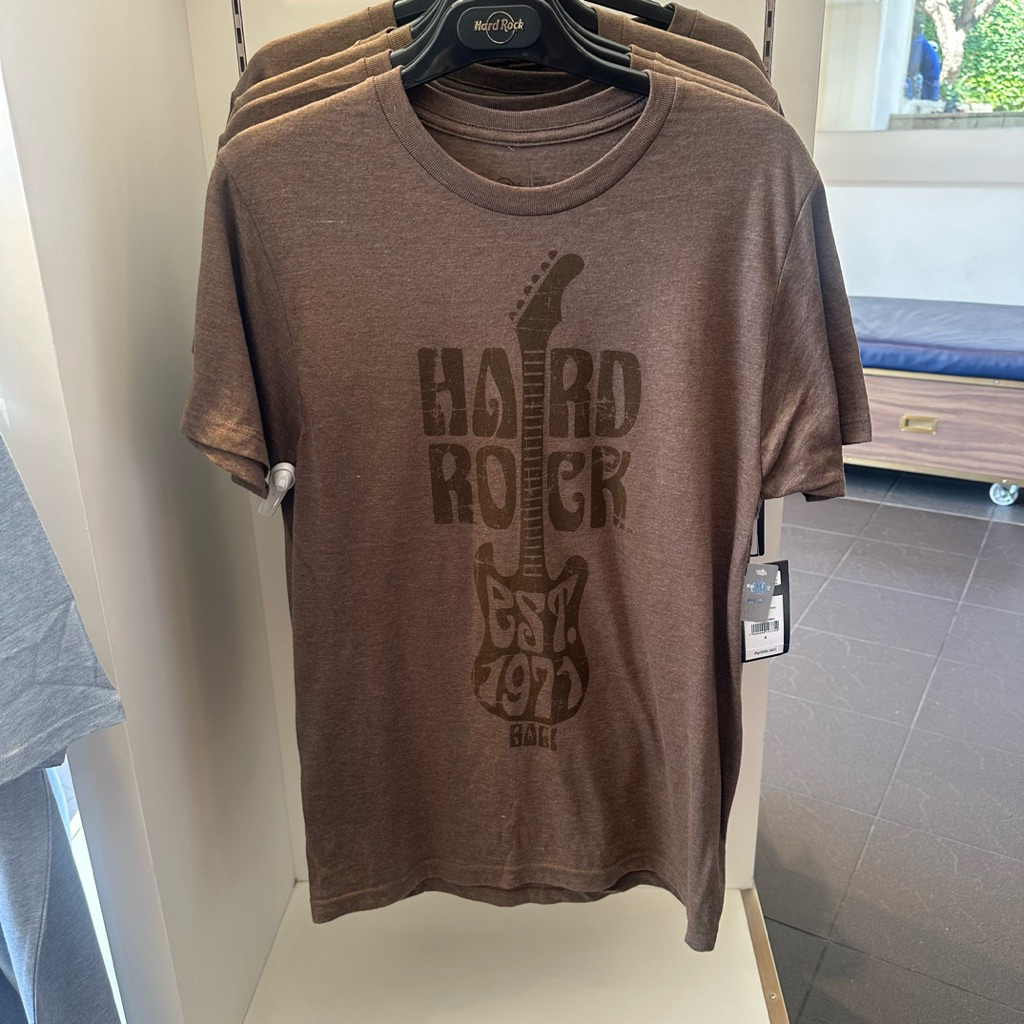 Hard Rock
HARD
ROCK
EST.
1971
BALI